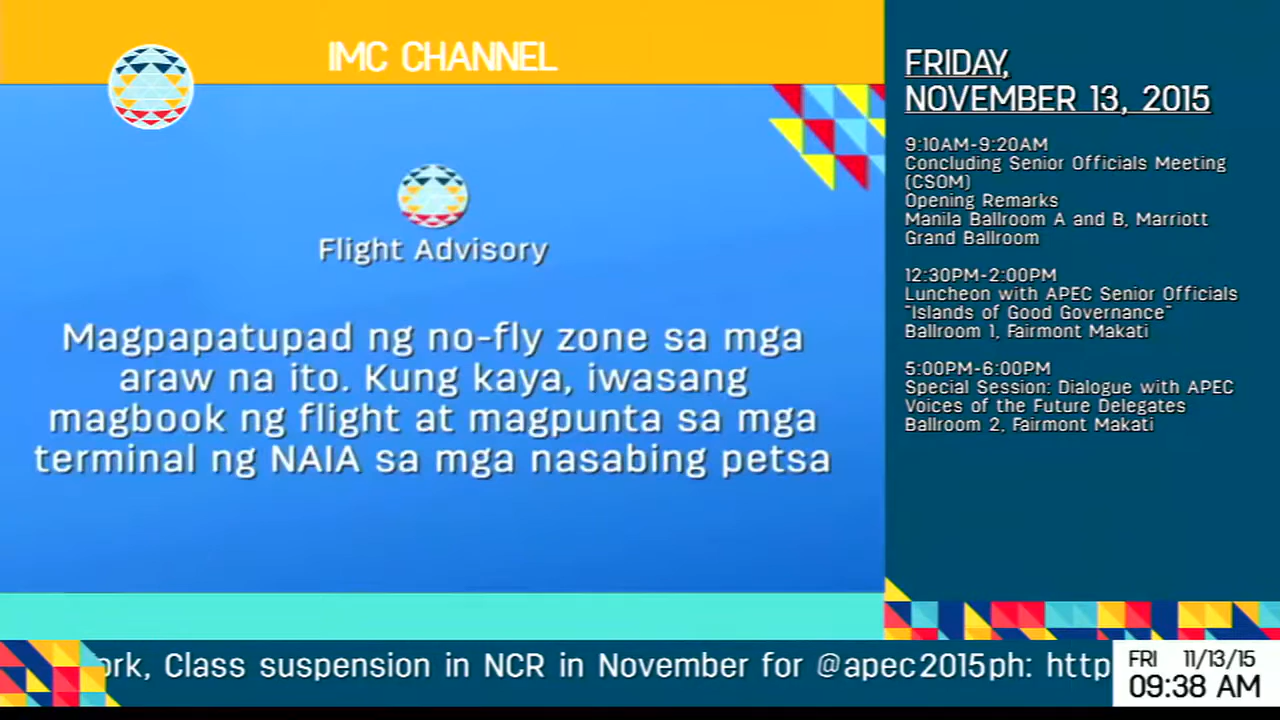 IMC CHANNEL
Flight Advisory
Magpapatupad ng no-fly zone sa mga
araw na ito. Kung kaya, iwasang
magbook ng flight at magpunta sa mga
terminal ng NAIA sa mga nasabing petsa
FRIDAY,
NOVEMBER 13, 2015
9:10AM-9:20AM
Concluding Senior Officials Meeting
(CSOM)
Opening Remarks
Manila Ballroom A and B, Marriott
Grand Ballroom
12:30PM-2:00PM
Luncheon with APEC Senior Officials
"Islands of Good Governance"
Ballroom 1, Fairmont Makati
5:00PM-6:00PM
Special Session: Dialogue with APEC
Voices of the Future Delegates
Ballroom 2, Fairmont Makati
ork, Class suspension in NCR in November for @apec2015ph: http
FRI 11/13/15
09:38 AM